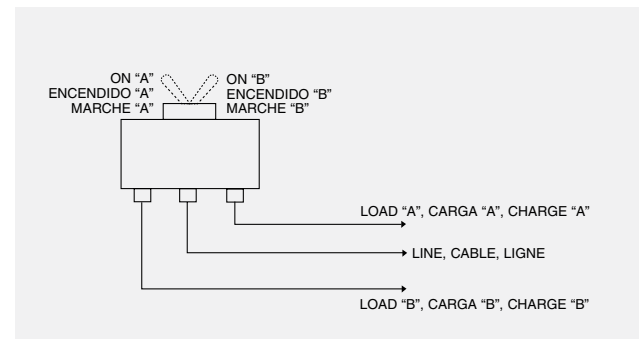 ON “A”
ENCENDIDO “A”
MARCHE “A”
ON “B”
ENCENDIDO “B”
MARCHE “B”
LOAD “A”, CARGA “A”, CHARGE “A”
LINE, CABLE, LIGNE
LOAD “B”, CARGA “B”, CHARGE “B”